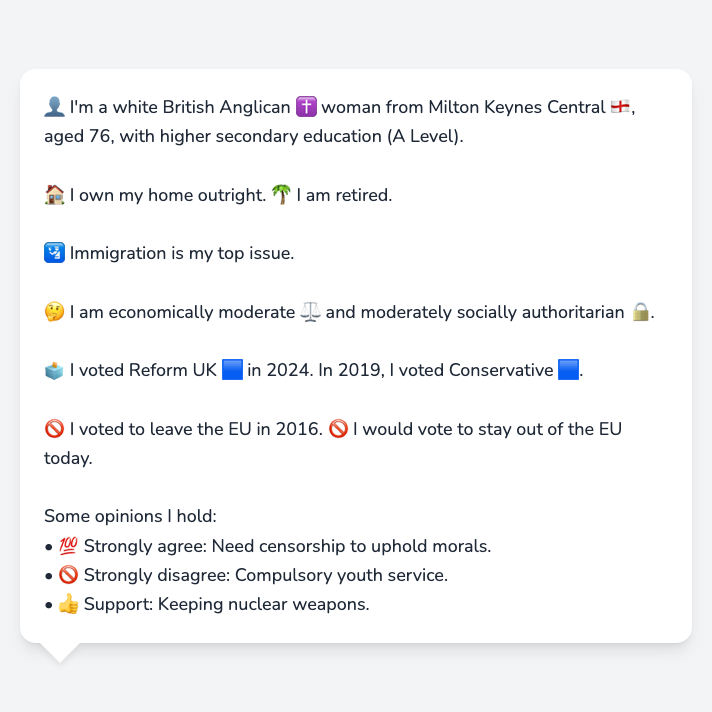 👤 I'm a white British Anglican ✝️ woman from Milton Keynes Central 🏴󠁧󠁢󠁥󠁮󠁧󠁿,
aged 76, with higher secondary education (A Level).
🏠 I own my home outright. 🌴 I am retired.
🛂 Immigration is my top issue.
🤔 I am economically moderate ⚖️ and moderately socially authoritarian 🔒.
🗳️ I voted Reform UK 🟦 in 2024. In 2019, I voted Conservative 🟦.
🚫 I voted to leave the EU in 2016. 🚫 I would vote to stay out of the EU
today.
Some opinions I hold:
• 💯 Strongly agree: Need censorship to uphold morals.
• 🚫 Strongly disagree: Compulsory youth service.
• 👍 Support: Keeping nuclear weapons.